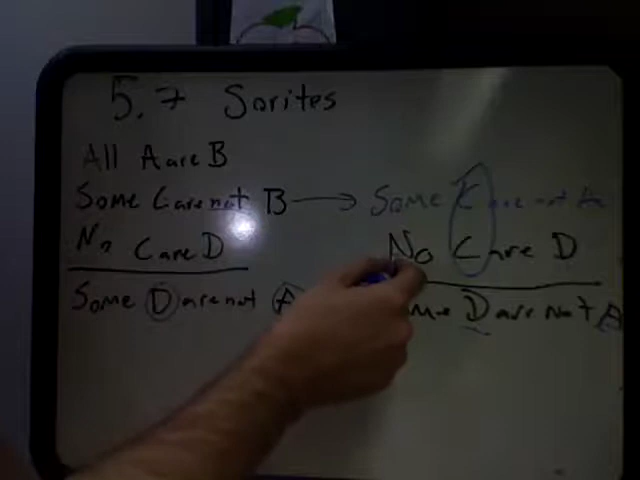 5.7 Sorites
All A are B
Some C are not B → Some C are not A
No C are D
No C are D
Some D are not A
me D are not A